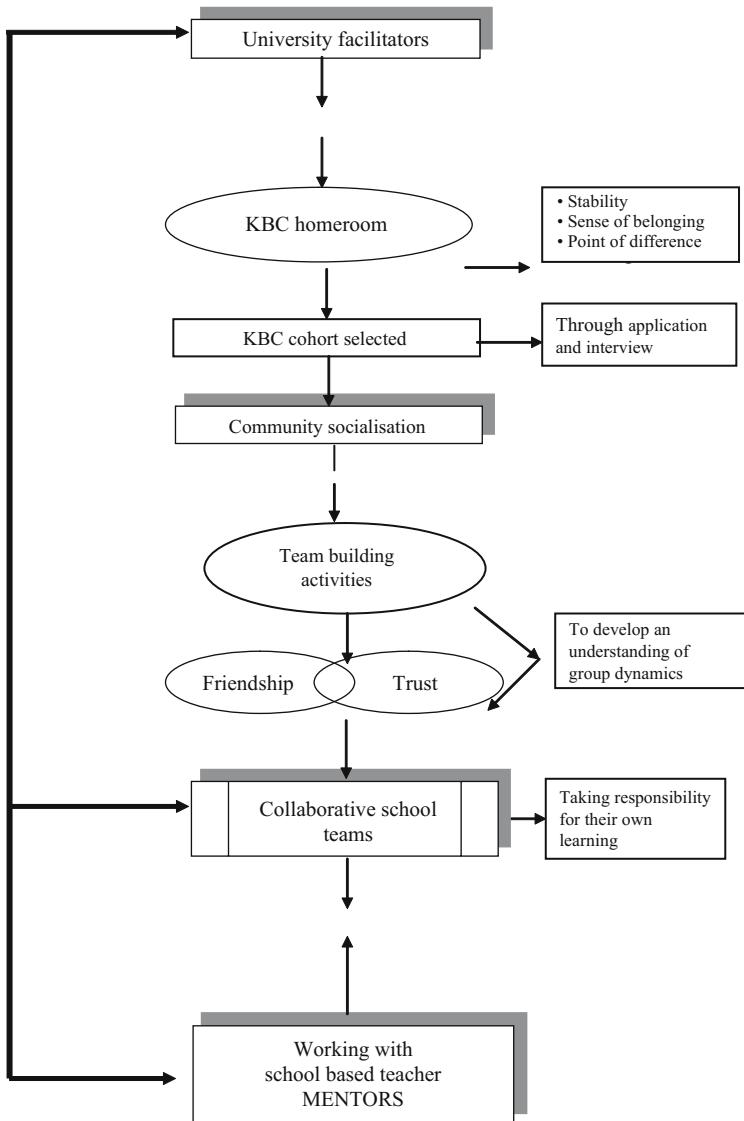 University facilitators
KBC homeroom
• Stability
• Sense of belonging
• Point of difference
KBC cohort selected
Through application
and interview
Community socialisation
Team building
activities
To develop an
understanding of
group dynamics
Friendship
Trust
Collaborative school
teams
Taking responsibility
for their own
learning
Working with
school based teacher
MENTORS